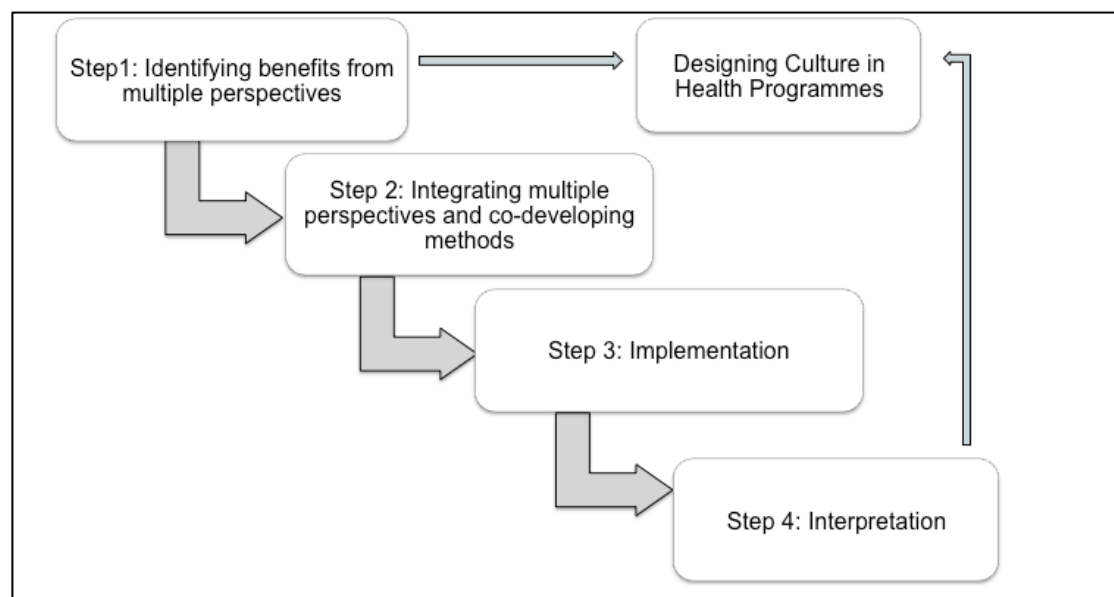 Step1: Identifying benefits from
multiple perspectives
Designing Culture in
Health Programmes
Step 2: Integrating multiple
perspectives and co-developing
methods
Step 3: Implementation
Step 4: Interpretation